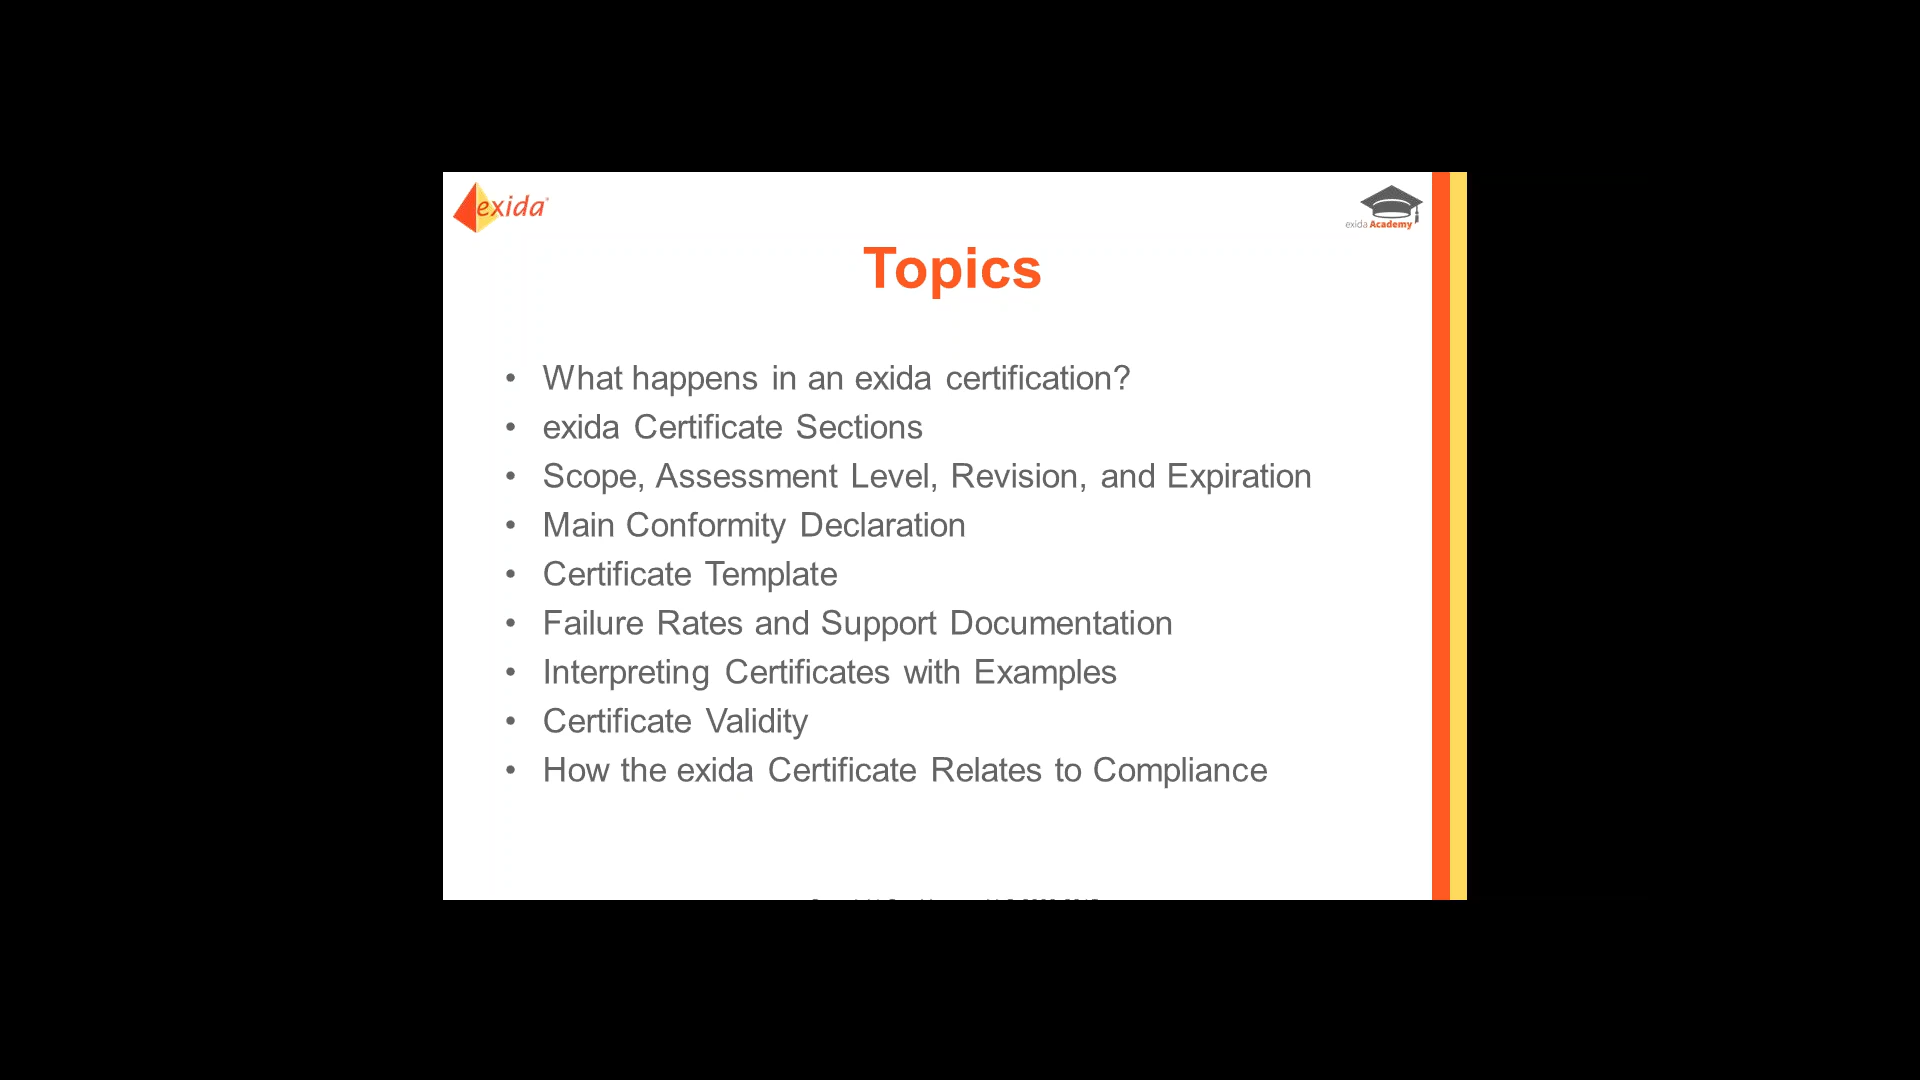 exida
exida Academy
Topics
• What happens in an exida certification?
• exida Certificate Sections
• Scope, Assessment Level, Revision, and Expiration
• Main Conformity Declaration
• Certificate Template
• Failure Rates and Support Documentation
• Interpreting Certificates with Examples
• Certificate Validity
• How the exida Certificate Relates to Compliance